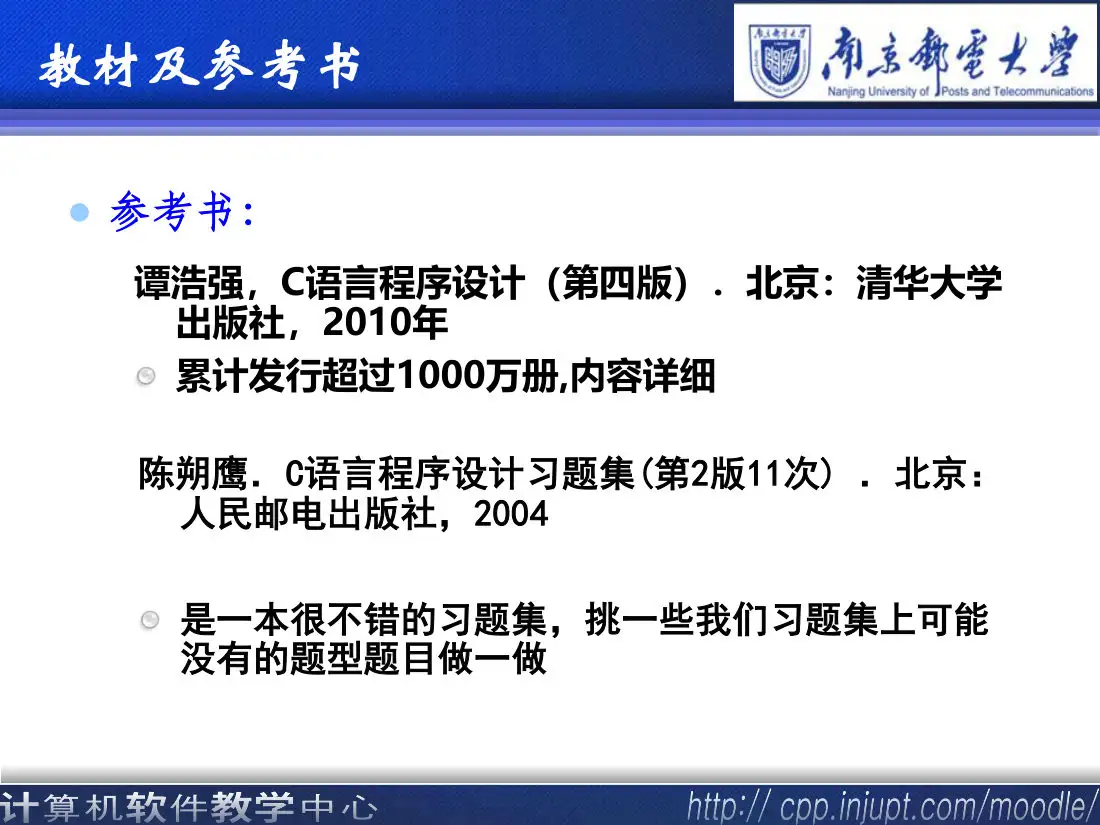 教材及参考书
南京邮电大学
Nanjing University of Posts and Telecommunications
参考书：
谭浩强，C语言程序设计（第四版）．北京：清华大学
出版社，2010年
累计发行超过1000万册,内容详细
陈朔鹰．C语言程序设计习题集(第2版11次) ．北京：
人民邮电出版社，2004
是一本很不错的习题集，挑一些我们习题集上可能
没有的题型题目做一做
计算机软件教学中心
http:// cpp.injupt.com/moodle/